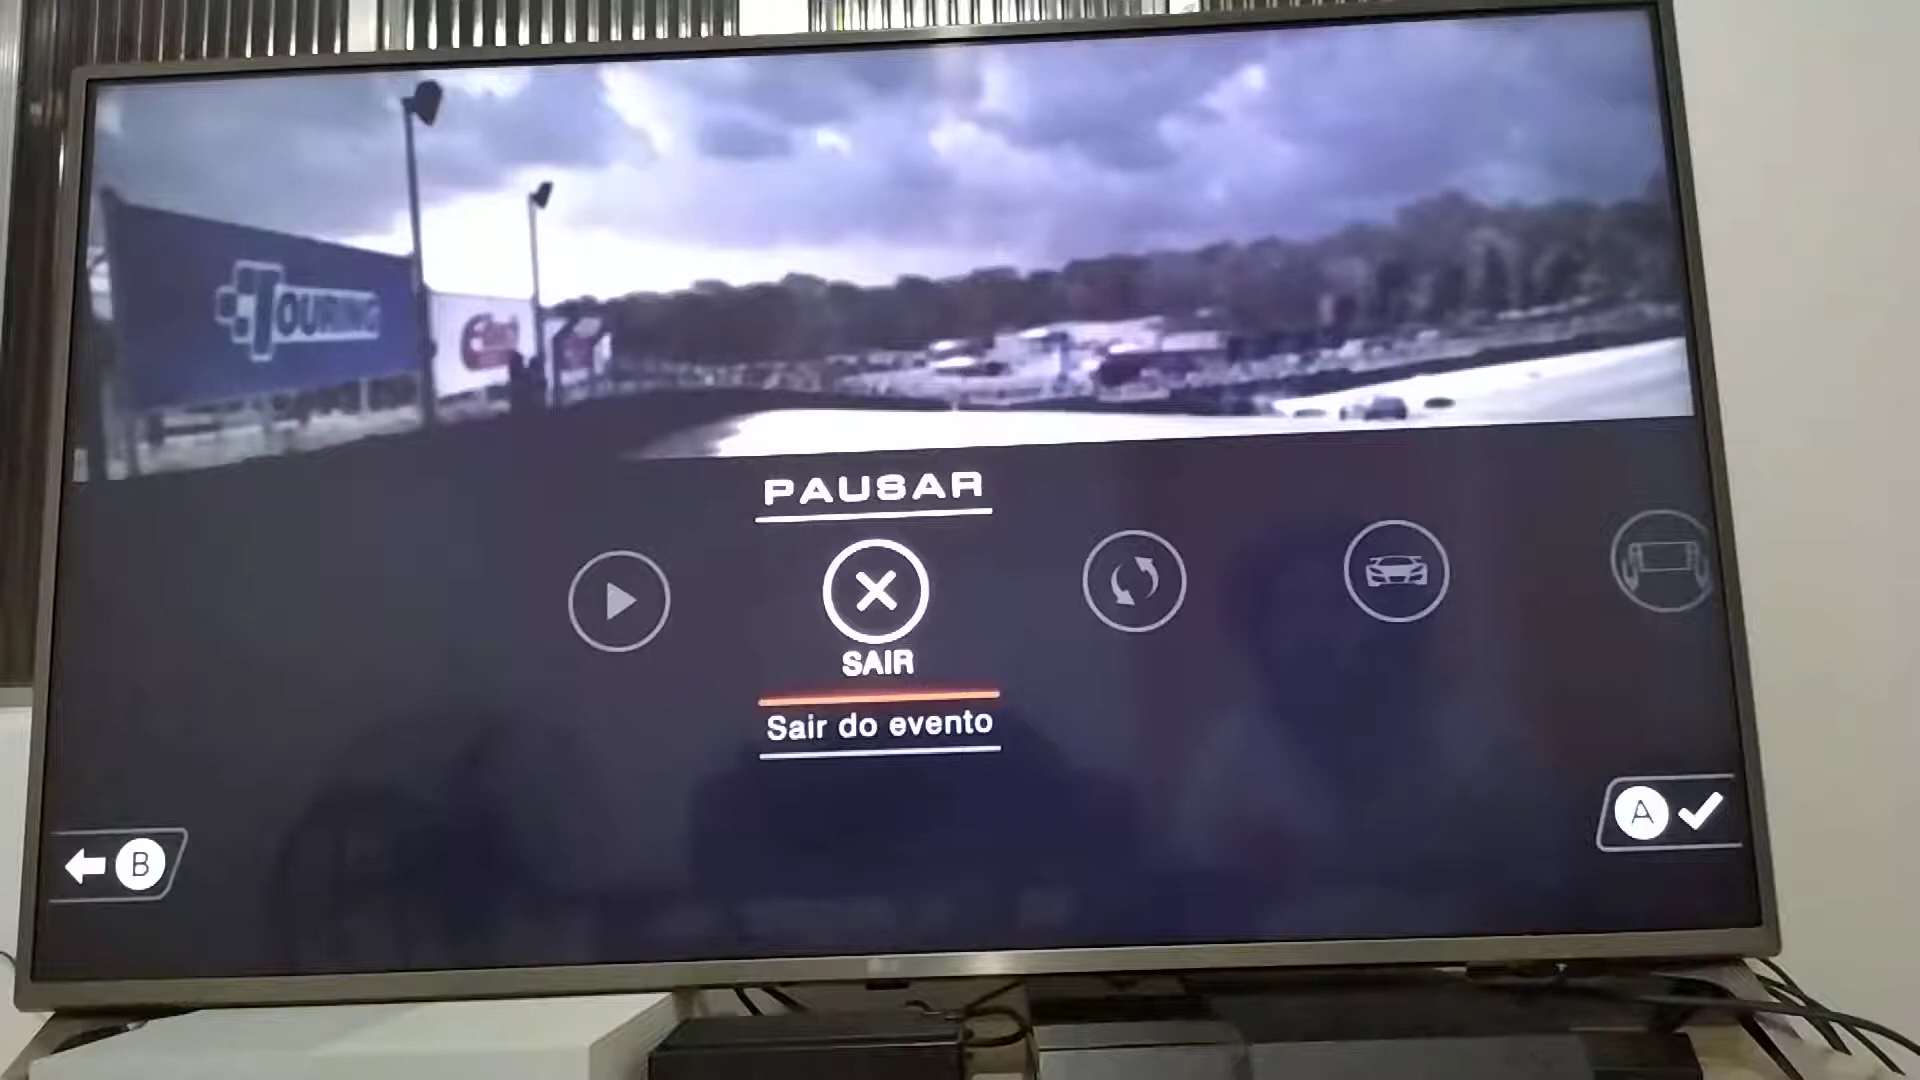 TOURING
PAUSAR
SAIR
Sair do evento
B
A